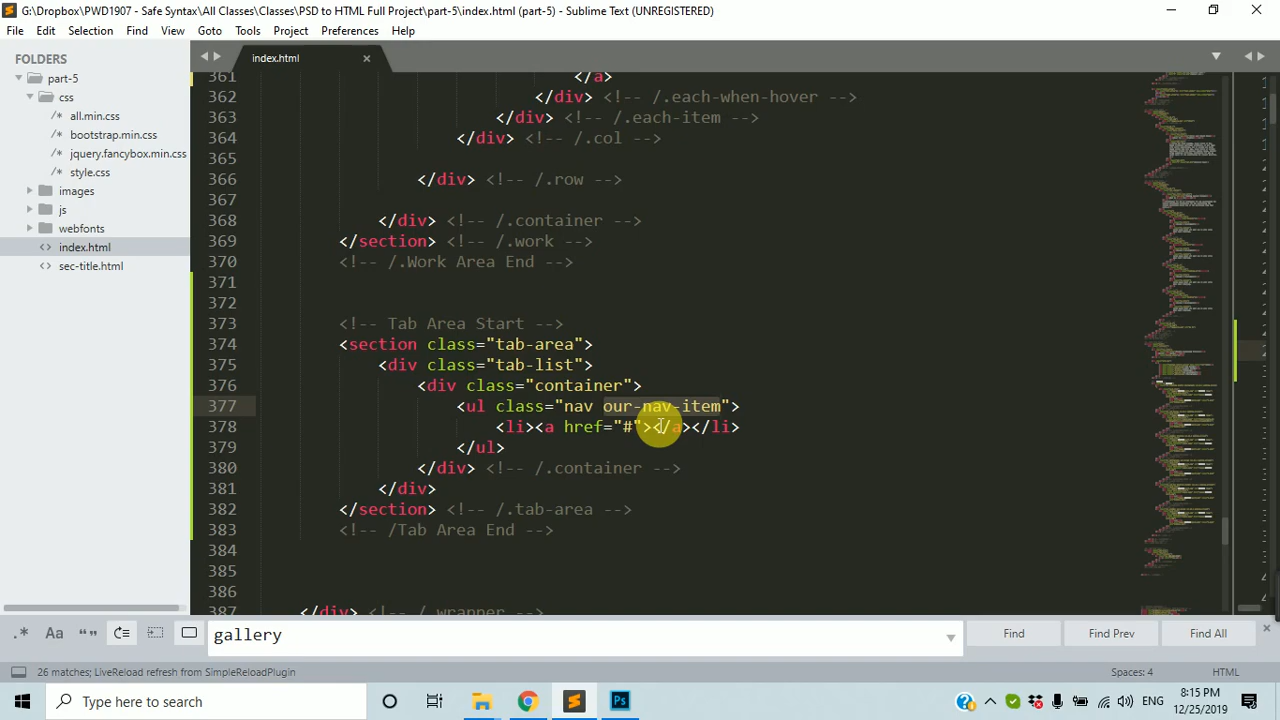 G:\Dropbox\PWD1907 - Safe Syntax\All Classes\Classes\PSD to HTML Full Project\part-5\index.html (part-5) - Sublime Text (UNREGISTERED)
File Edit Selection Find View Goto Tools Project Preferences Help
FOLDERS
part-5
css
/* all.min.css
/* bootstrap.min.css
/* jquery.fancybox.min.css
/* style.css
images
js
webfonts
<> index.html
<> sec-title.html
index.html
361 </a>
362 </div> <!-- /.each-when-hover -->
363 </div> <!-- /.each-item -->
364 </div> <!-- /.col -->
365
366 </div> <!-- /.row -->
367
368 </div> <!-- /.container -->
369 </section> <!-- /.work -->
370 <!-- /.Work Area End -->
371
372
373 <!-- Tab Area Start -->
374 <section class="tab-area">
375 <div class="tab-list">
376 <div class="container">
377 <ul class="nav our-nav-item">
378 <li><a href="#"></a></li>
379 </ul>
380 </div> <!-- /.container -->
381 </div>
382 </section> <!-- /.tab-area -->
383 <!-- /Tab Area End -->
384
385
386
387 </div> <!-- /.wrapper -->
.* Aa “” gallery Find Find Prev Find All
26 matches; LiveReload refresh from SimpleReloadPlugin Spaces: 4 HTML
Type here to search
ENG
8:15 PM
12/25/2019